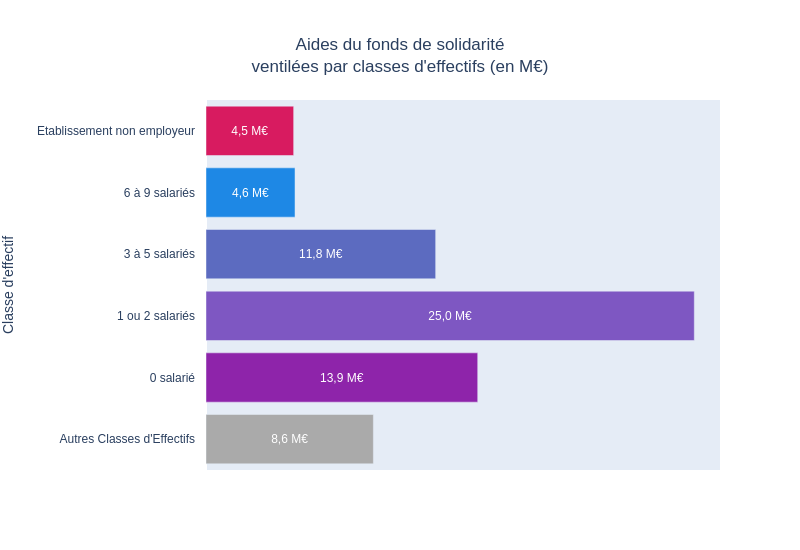 Aides du fonds de solidarité
ventilées par classes d'effectifs (en M€)
Classe d'effectif
Etablissement non employeur
4,5 M€
6 à 9 salariés
4,6 M€
3 à 5 salariés
11,8 M€
1 ou 2 salariés
25,0 M€
0 salarié
13,9 M€
Autres Classes d'Effectifs
8,6 M€